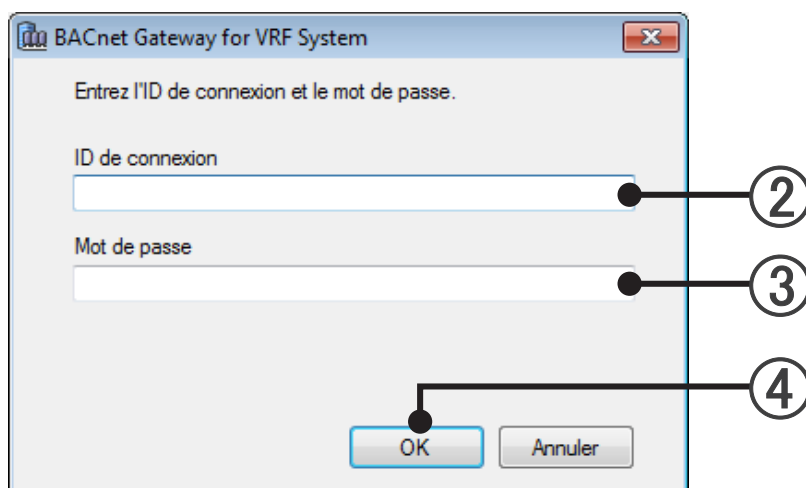 BACnet Gateway for VRF System
Entrez l'ID de connexion et le mot de passe.
ID de connexion
②
Mot de passe
③
④
OK Annuler